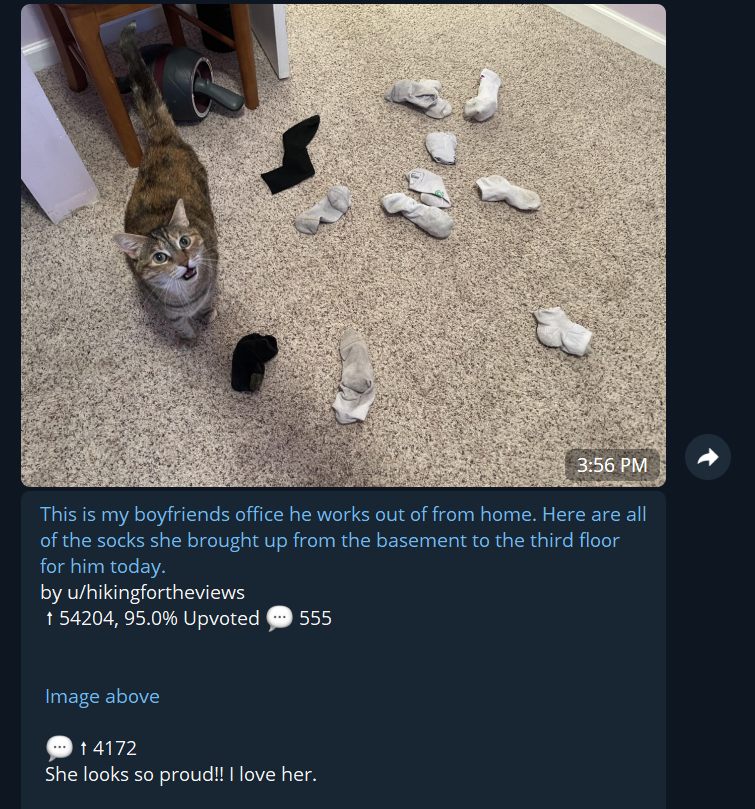 3:56 PM
This is my boyfriends office he works out of from home. Here are all
of the socks she brought up from the basement to the third floor
for him today.
by u/hikingfortheviews
↑ 54204, 95.0% Upvoted 💬 555
Image above
💬 ↑ 4172
She looks so proud!! I love her.